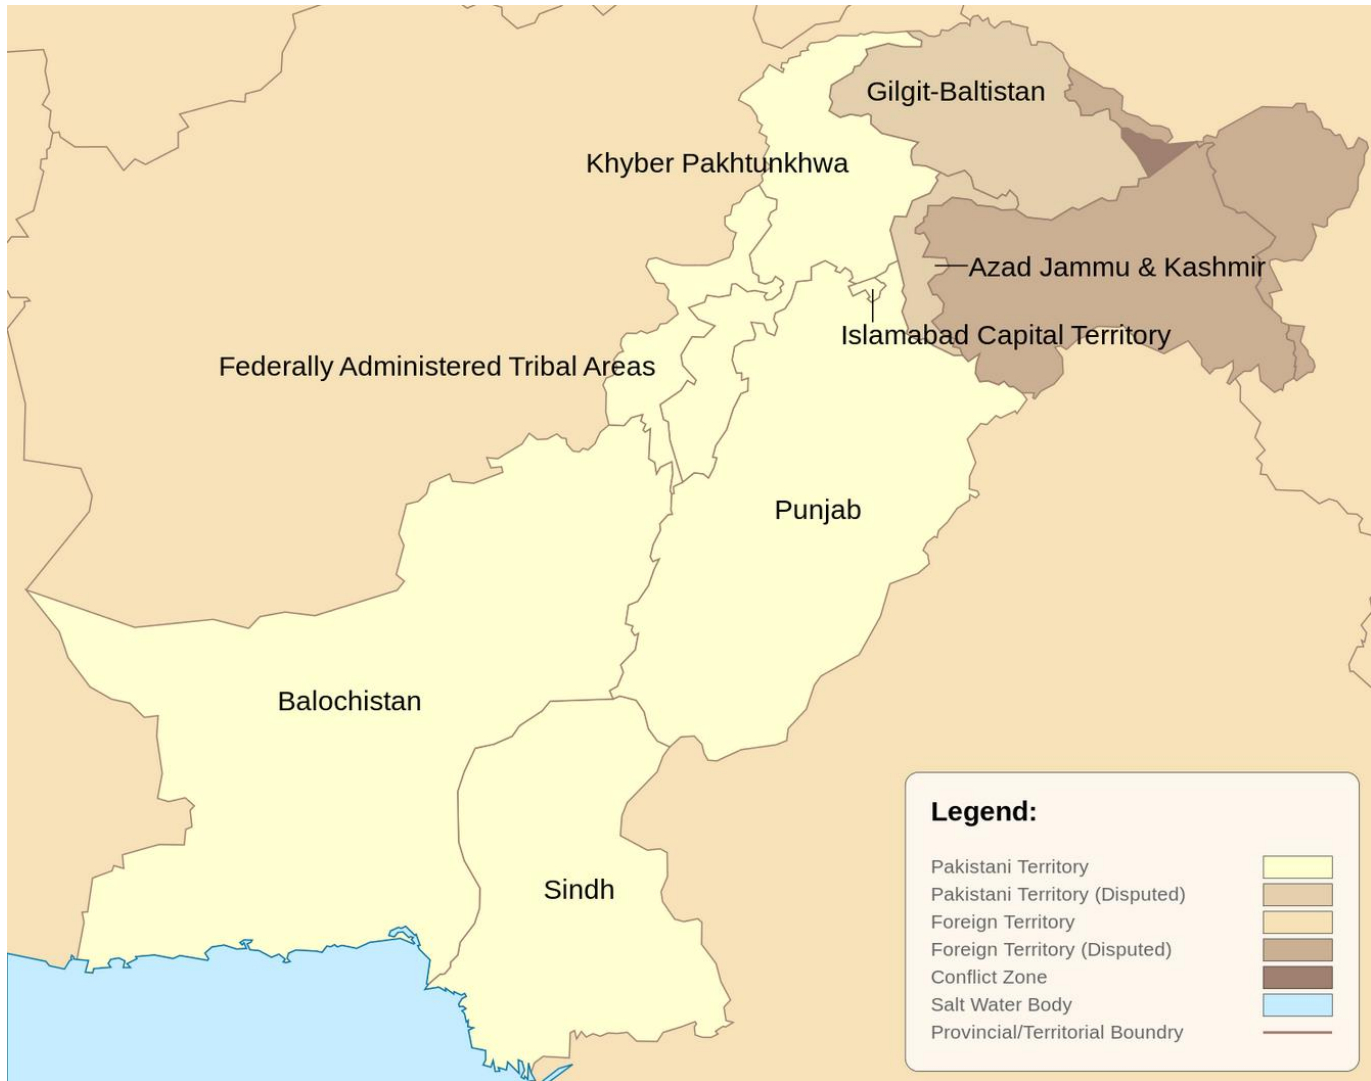 Gilgit-Baltistan
Khyber Pakhtunkhwa
Azad Jammu & Kashmir
Islamabad Capital Territory
Federally Administered Tribal Areas
Punjab
Balochistan
Sindh
Legend:
Pakistani Territory
Pakistani Territory (Disputed)
Foreign Territory
Foreign Territory (Disputed)
Conflict Zone
Salt Water Body
Provincial/Territorial Boundry